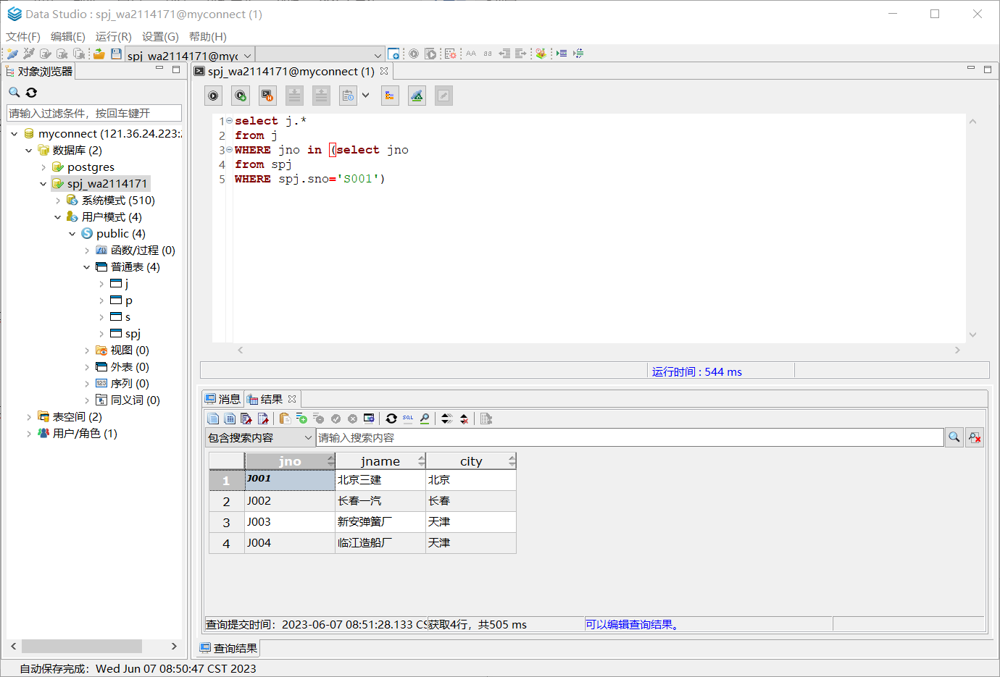 Data Studio : spj_wa2114171@myconnect (1)
文件(F) 编辑(E) 运行(R) 设置(G) 帮助(H)
spj_wa2114171@my
对象浏览器
请输入过滤条件，按回车键开
myconnect (121.36.24.223:
数据库 (2)
postgres
spj_wa2114171
系统模式 (510)
用户模式 (4)
public (4)
函数/过程 (0)
普通表 (4)
j
p
s
spj
视图 (0)
外表 (0)
序列 (0)
同义词 (0)
表空间 (2)
用户/角色 (1)
spj_wa2114171@myconnect (1)
1 select j.*
2 from j
3 WHERE jno in (select jno
4 from spj
5 WHERE spj.sno='S001')
运行时间 : 544 ms
消息 结果
包含搜索内容 请输入搜索内容
jno jname city
1 J001 北京三建 北京
2 J002 长春一汽 长春
3 J003 新安弹簧厂 天津
4 J004 临江造船厂 天津
查询提交时间： 2023-06-07 08:51:28.133 CS 获取4行，共505 ms 可以编辑查询结果。
查询结果
自动保存完成： Wed Jun 07 08:50:47 CST 2023